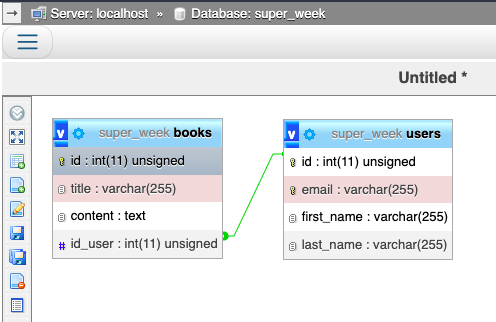 Server: localhost » Database: super_week
Untitled *
v super_week books
id : int(11) unsigned
title : varchar(255)
content : text
# id_user : int(11) unsigned
v super_week users
id : int(11) unsigned
email : varchar(255)
first_name : varchar(255)
last_name : varchar(255)